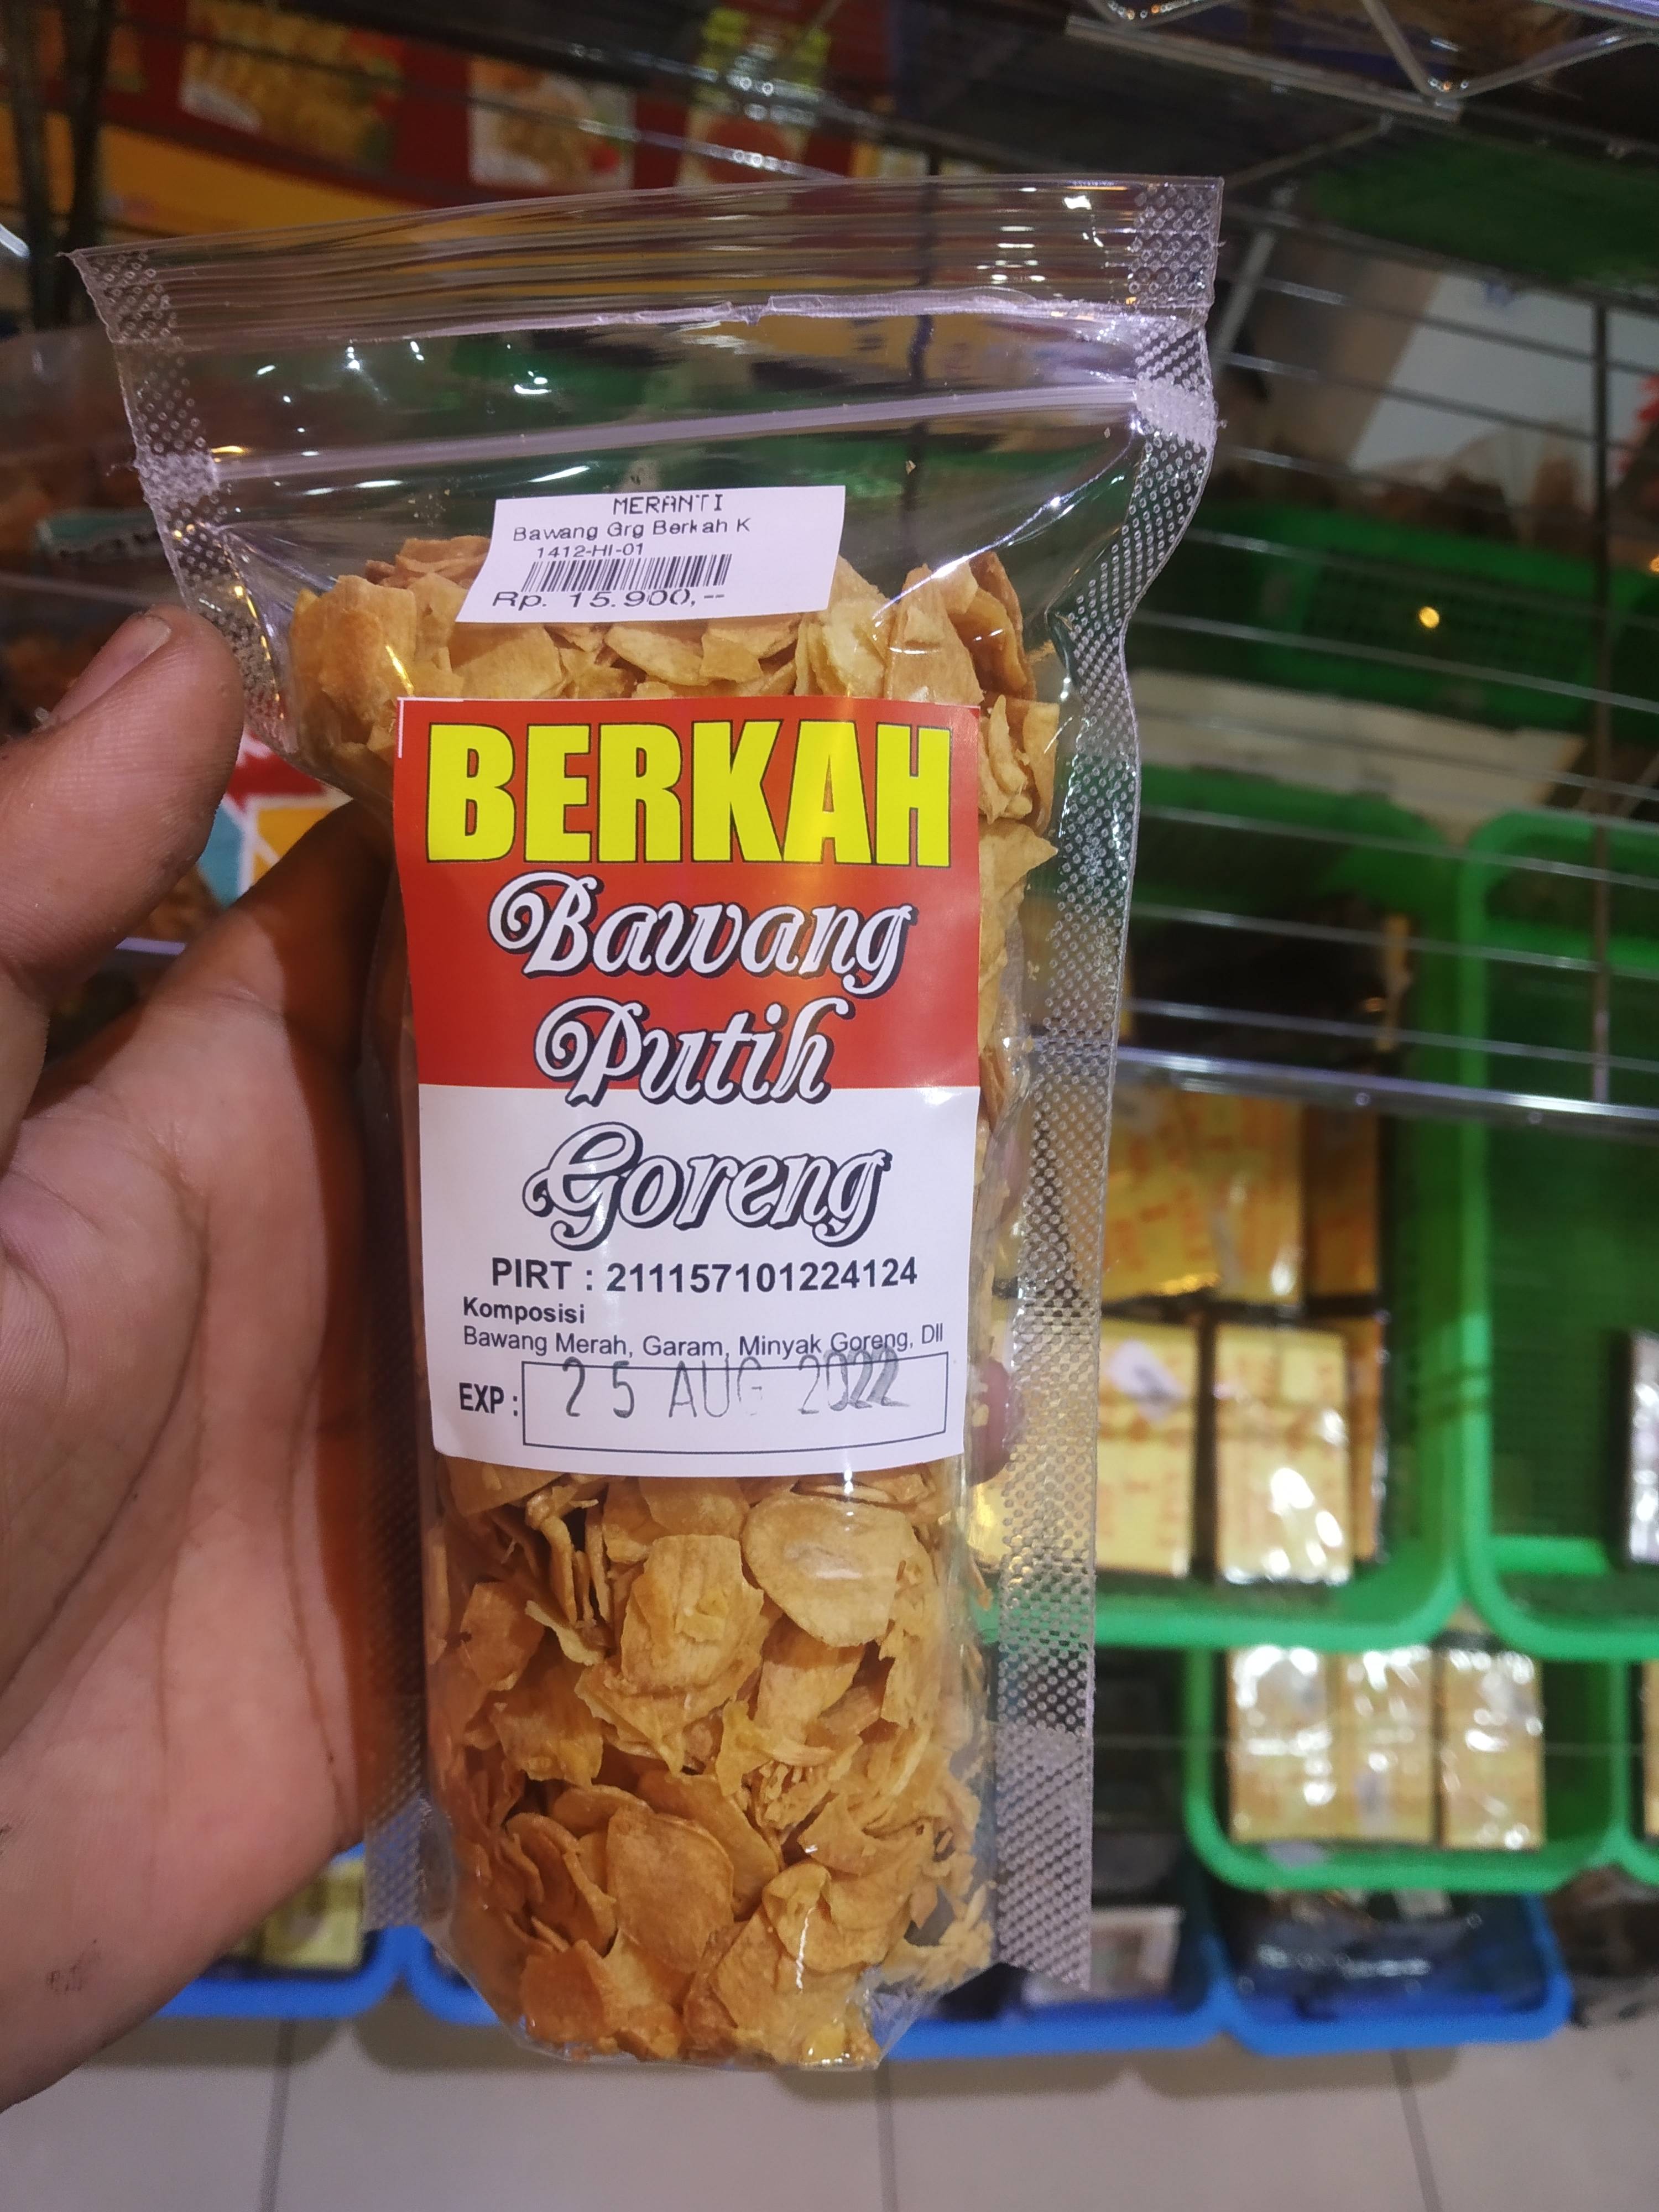 MERANTI
Bawang Grg Berkah K
1412-HI-01
Rp. 15.900,--
BERKAH
Bawang
Putih
Goreng
PIRT : 211157101224124
Komposisi
Bawang Merah, Garam, Minyak Goreng, Dll
EXP : 25 AUG 2022